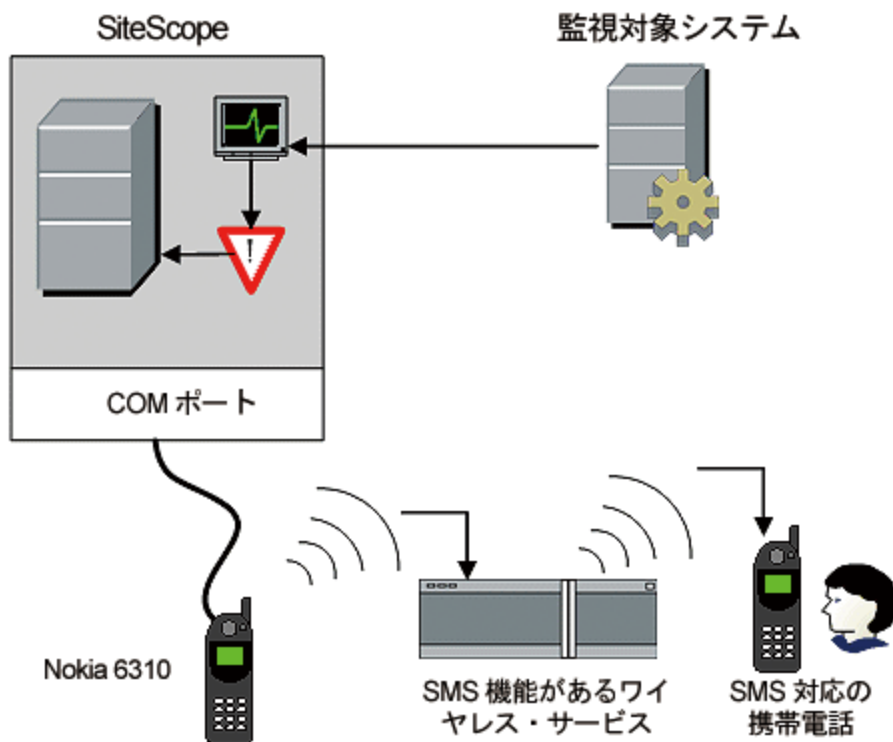 SiteScope
監視対象システム
!
COM ポート
Nokia 6310
SMS 機能があるワイ
ヤレス・サービス
SMS 対応の
携帯電話